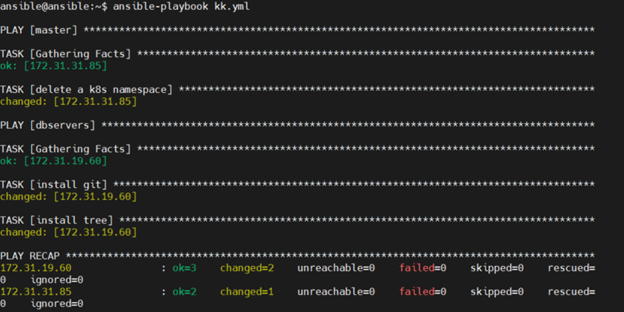 ansible@ansible:~$ ansible-playbook kk.yml
PLAY [master] *********************************************************************************
TASK [Gathering Facts] ************************************************************************
ok: [172.31.31.85]
TASK [delete a k8s namespace] *****************************************************************
changed: [172.31.31.85]
PLAY [dbservers] ******************************************************************************
TASK [Gathering Facts] ************************************************************************
ok: [172.31.19.60]
TASK [install git] ****************************************************************************
changed: [172.31.19.60]
TASK [install tree] ***************************************************************************
changed: [172.31.19.60]
PLAY RECAP ************************************************************************************
172.31.19.60 : ok=3 changed=2 unreachable=0 failed=0 skipped=0 rescued=
0 ignored=0
172.31.31.85 : ok=2 changed=1 unreachable=0 failed=0 skipped=0 rescued=
0 ignored=0